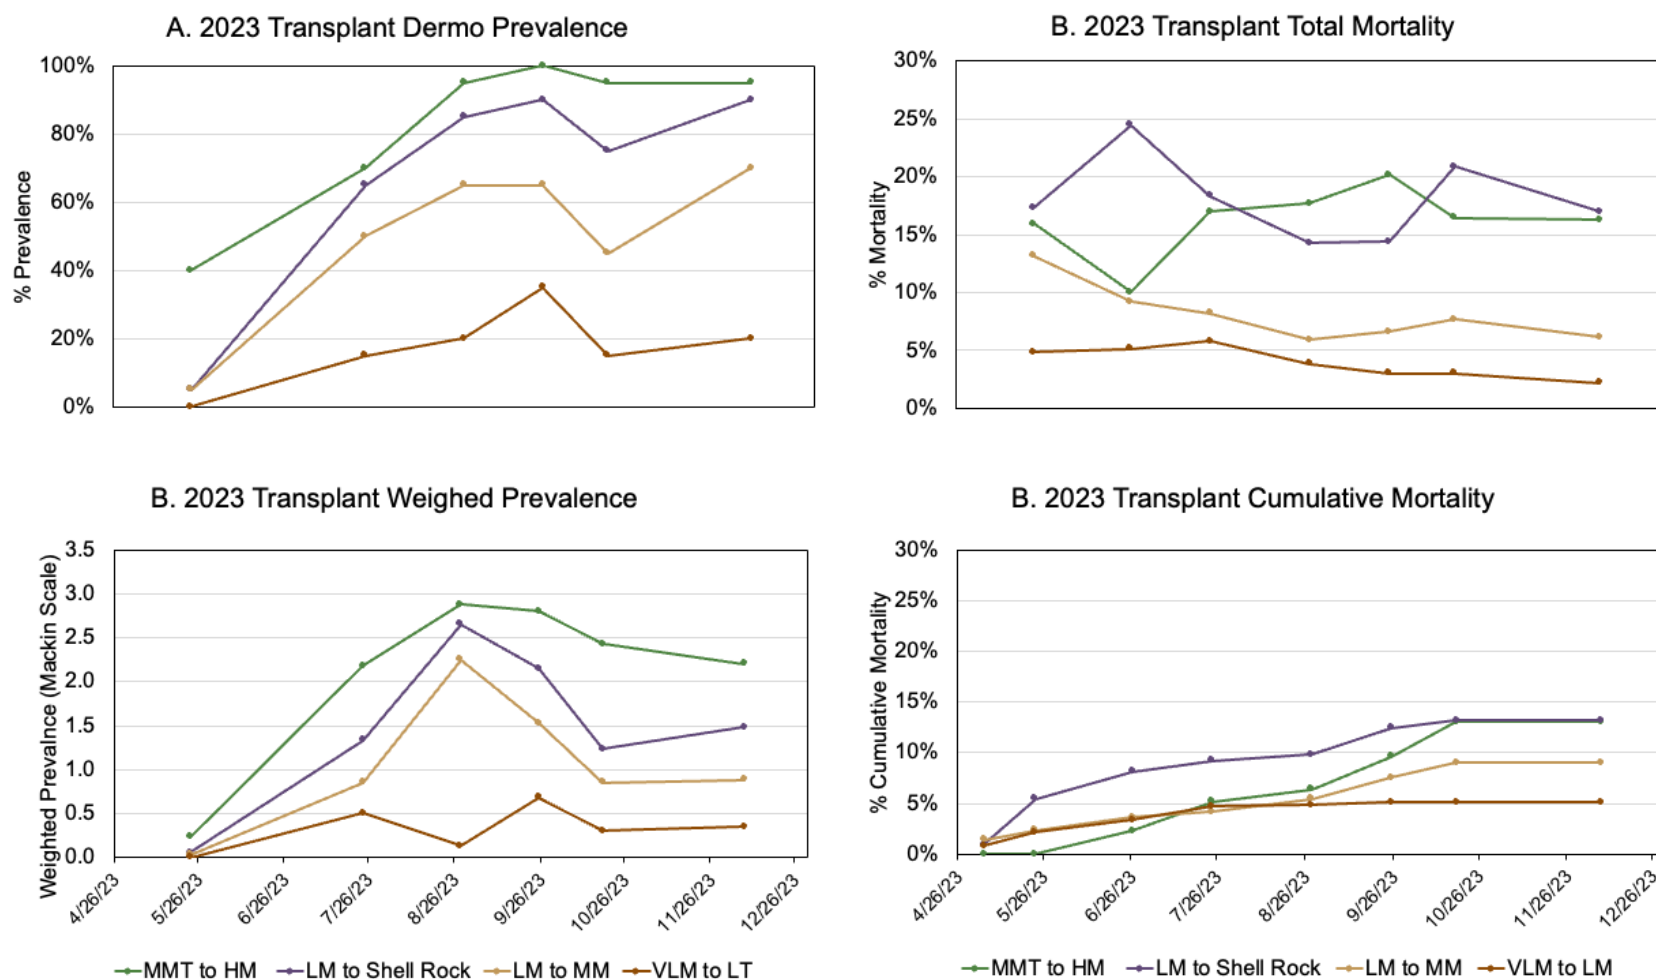 A. 2023 Transplant Dermo Prevalence
% Prevalence
100%
80%
60%
40%
20%
0%
B. 2023 Transplant Total Mortality
% Mortality
30%
25%
20%
15%
10%
5%
0%
B. 2023 Transplant Weighed Prevalence
Weighted Prevalnce (Mackin Scale)
3.5
3.0
2.5
2.0
1.5
1.0
0.5
0.0
4/26/23
5/26/23
6/26/23
7/26/23
8/26/23
9/26/23
10/26/23
11/26/23
12/26/23
MMT to HM
LM to Shell Rock
LM to MM
VLM to LT
B. 2023 Transplant Cumulative Mortality
% Cumulative Mortality
30%
25%
20%
15%
10%
5%
0%
4/26/23
5/26/23
6/26/23
7/26/23
8/26/23
9/26/23
10/26/23
11/26/23
12/26/23
MMT to HM
LM to Shell Rock
LM to MM
VLM to LM